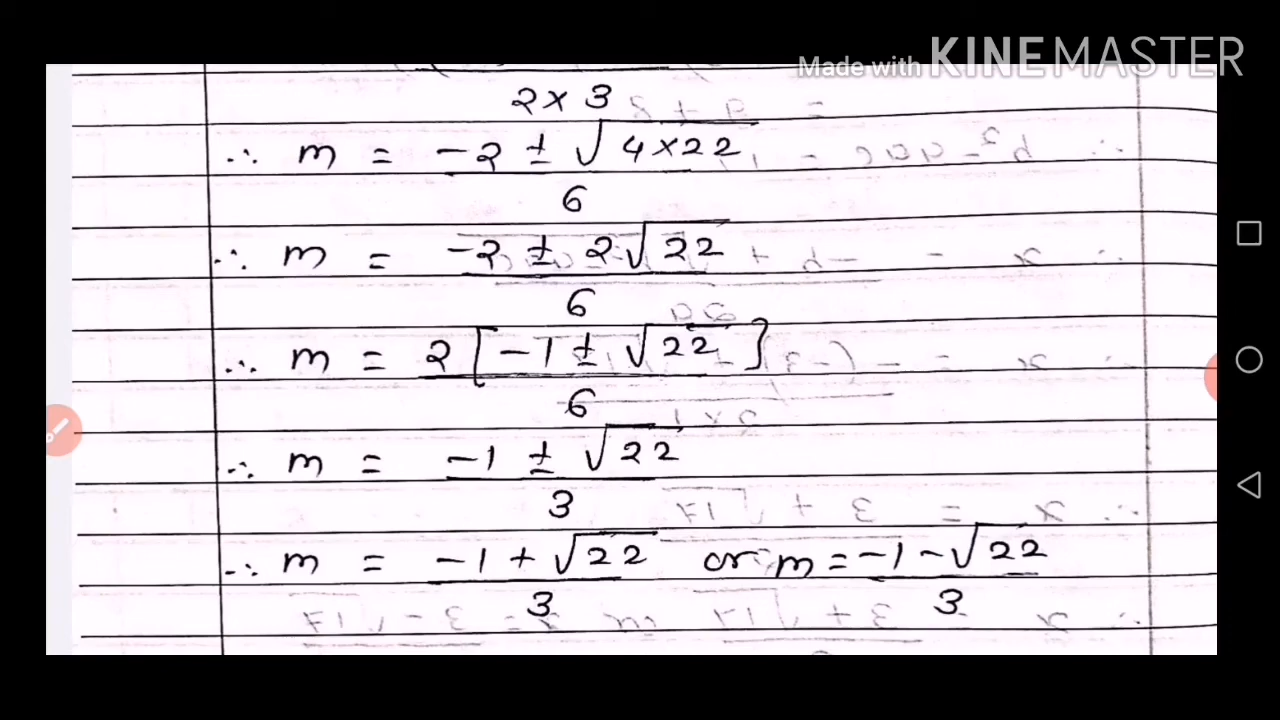 Made with KINEMASTER
2 × 3
∴ m = -2 ± √4×22
6
∴ m = -2 ± 2√22
6
∴ m = 2 [-1 ± √22]
6
∴ m = -1 ± √22
3
∴ m = -1 + √22 or m = -1 - √22
3 3